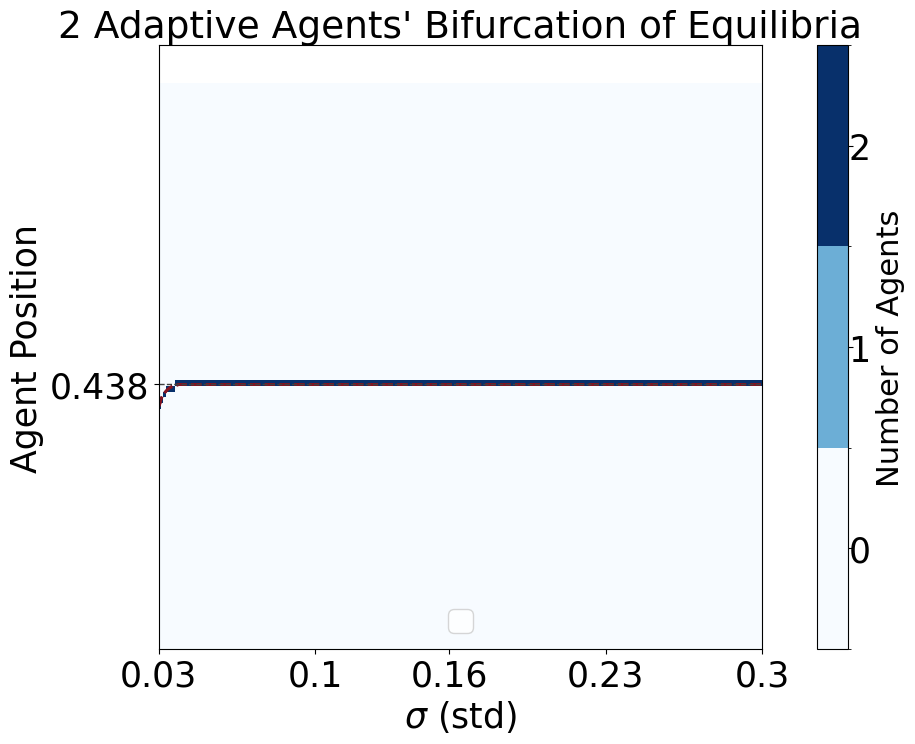 2 Adaptive Agents' Bifurcation of Equilibria
Agent Position
0.438
0.03
0.1
0.16
0.23
0.3
σ (std)
2
1
0
Number of Agents